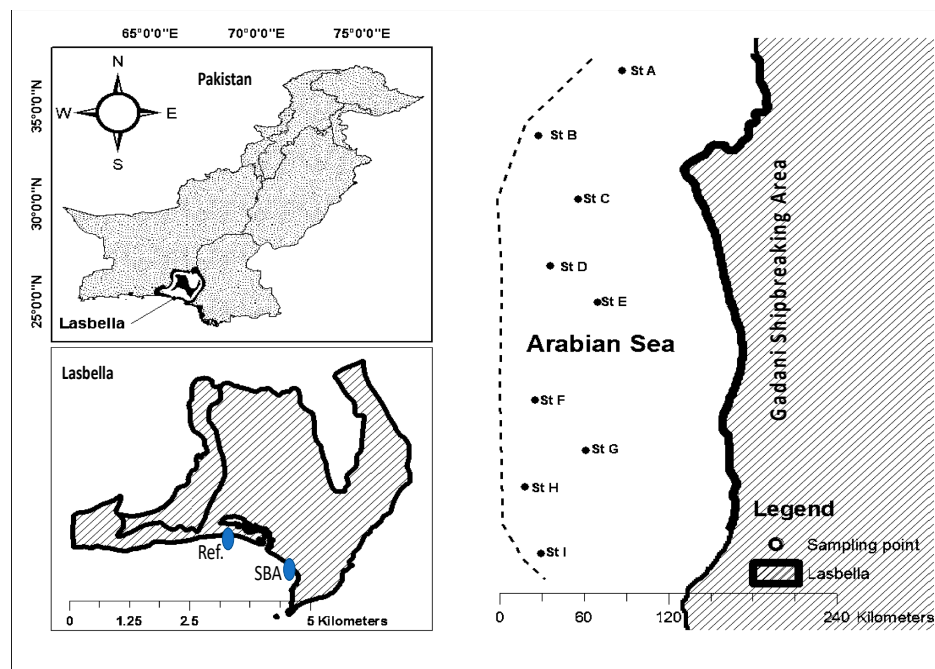 65°0'0"E 70°0'0"E 75°0'0"E
Pakistan
N
W E
S
35°0'0"N
30°0'0"N
25°0'0"N
Lasbella
Lasbella
Ref.
SBA
0 1.25 2.5 5 Kilometers
St A
St B
St C
St D
St E
Arabian Sea
St F
St G
St H
St I
Gadani Shipbreaking Area
Legend
Sampling point
Lasbella
0 30 60 120 240 Kilometers